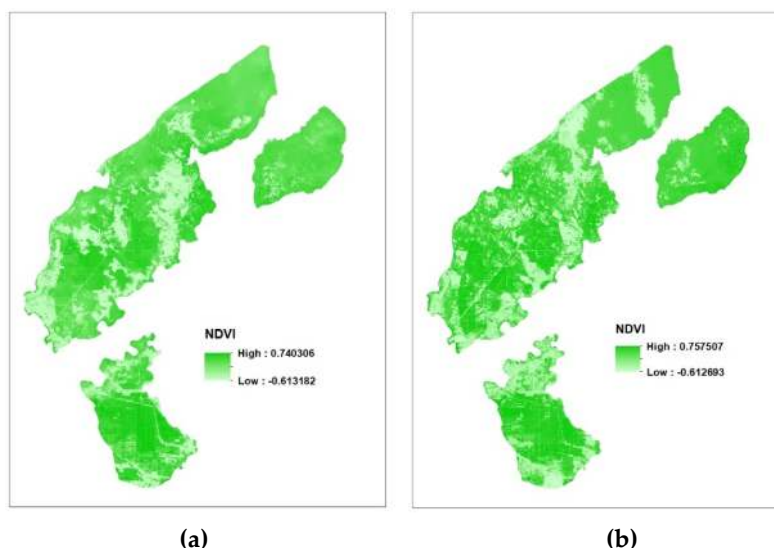 NDVI
High : 0.740306
Low : -0.613182
NDVI
High : 0.757507
Low : -0.612693
(a)
(b)